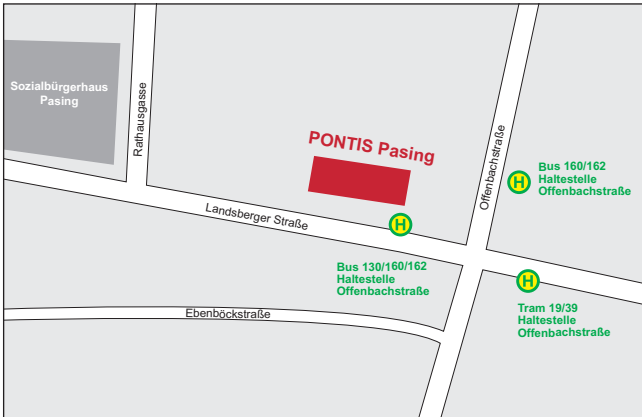 Sozialbürgerhaus
Pasing
Rathausgasse
PONTIS Pasing
Offenbachstraße
H
Bus 160/162
Haltestelle
Offenbachstraße
Landsberger Straße
H
Bus 130/160/162
Haltestelle
Offenbachstraße
H
Tram 19/39
Haltestelle
Offenbachstraße
Ebenböckstraße